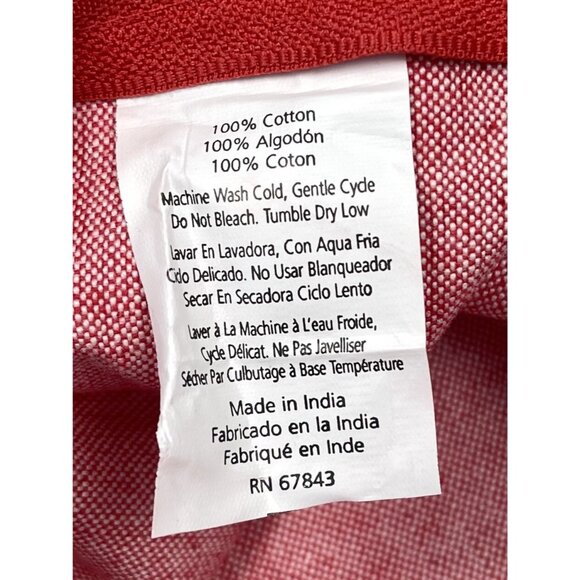 100% Cotton
100% Algodón
100% Coton
Machine Wash Cold, Gentle Cycle
Do Not Bleach. Tumble Dry Low
Lavar En Lavadora, Con Aqua Fria
Ciclo Delicado. No Usar Blanqueador
Secar En Secadora Ciclo Lento
Laver à La Machine à L'eau Froide,
Cycle Délicat. Ne Pas Javelliser
Sécher Par Culbutage à Base Température
Made in India
Fabricado en la India
Fabriqué en Inde
RN 67843